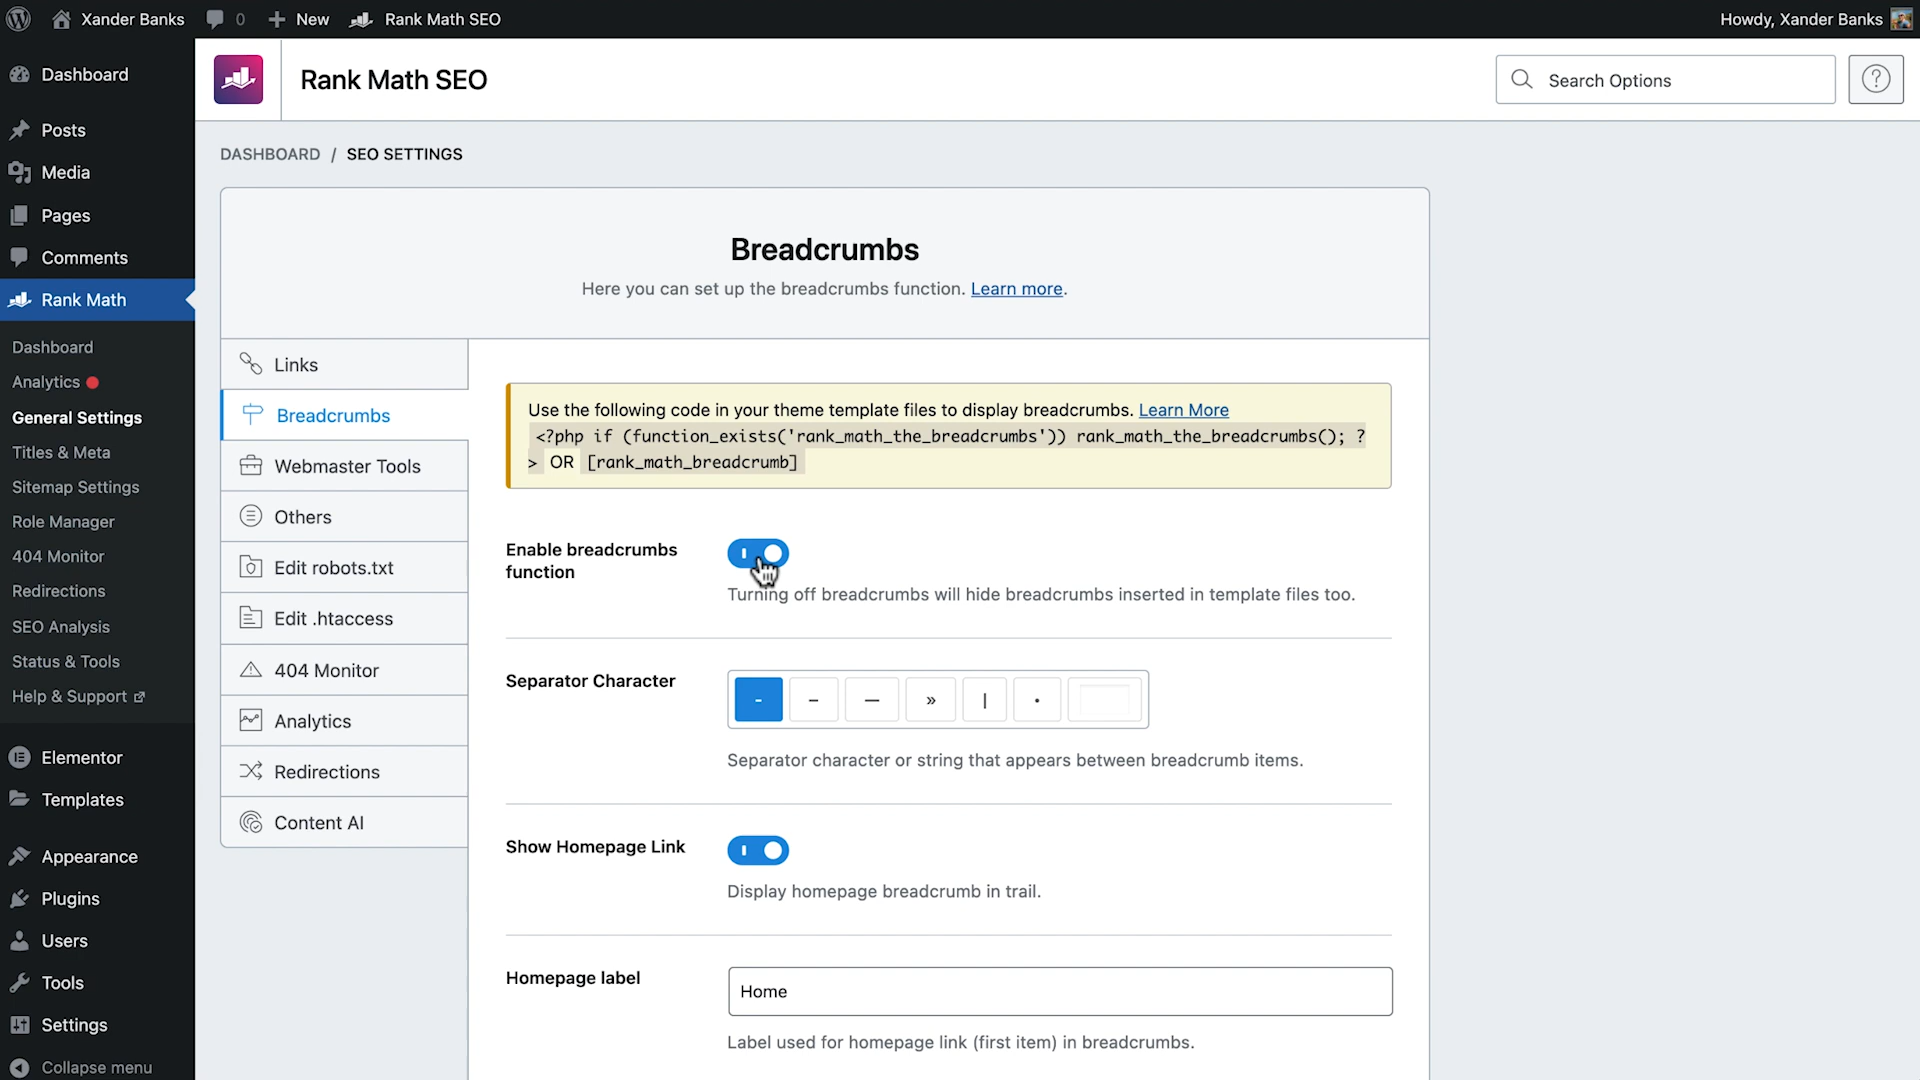 Xander Banks
0
New
Rank Math SEO
Howdy, Xander Banks
Dashboard
Posts
Media
Pages
Comments
Rank Math
Dashboard
Analytics
General Settings
Titles & Meta
Sitemap Settings
Role Manager
404 Monitor
Redirections
SEO Analysis
Status & Tools
Help & Support
Elementor
Templates
Appearance
Plugins
Users
Tools
Settings
Collapse menu
Rank Math SEO
Search Options
?
DASHBOARD / SEO SETTINGS
Breadcrumbs
Here you can set up the breadcrumbs function. Learn more.
Links
Breadcrumbs
Webmaster Tools
Others
Edit robots.txt
Edit .htaccess
404 Monitor
Analytics
Redirections
Content AI
Use the following code in your theme template files to display breadcrumbs. Learn More
<?php if (function_exists('rank_math_the_breadcrumbs')) rank_math_the_breadcrumbs(); ?
> OR [rank_math_breadcrumb]
Enable breadcrumbs
function
Turning off breadcrumbs will hide breadcrumbs inserted in template files too.
Separator Character
- – — » | •
Separator character or string that appears between breadcrumb items.
Show Homepage Link
Display homepage breadcrumb in trail.
Homepage label
Home
Label used for homepage link (first item) in breadcrumbs.